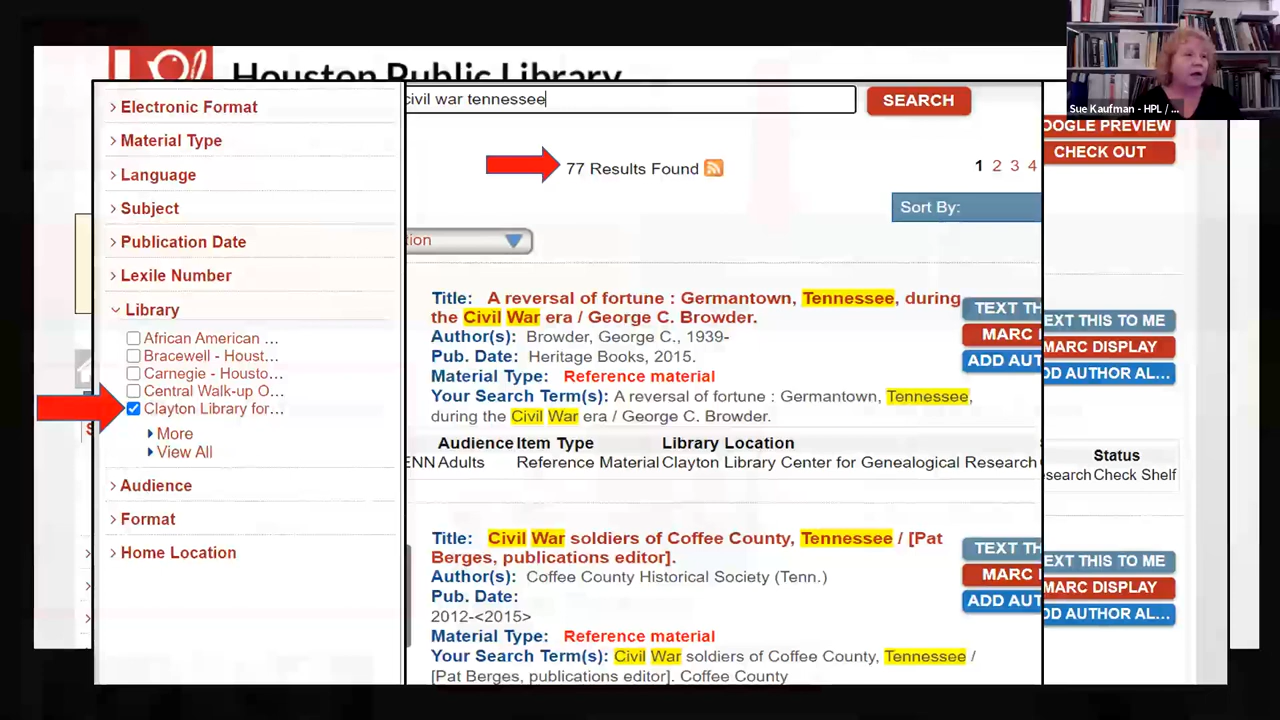 Houston Public Library
Sue Kaufman - HPL / ...
Electronic Format
Material Type
Language
Subject
Publication Date
Lexile Number
Library
African American ...
Bracewell - Houst...
Carnegie - Housto...
Central Walk-up O...
Clayton Library for...
More
View All
Audience
Format
Home Location
civil war tennessee
SEARCH
77 Results Found
1 2 3 4
Sort By:
tion
Title: A reversal of fortune : Germantown, Tennessee, during
the Civil War era / George C. Browder.
Author(s): Browder, George C., 1939-
Pub. Date: Heritage Books, 2015.
Material Type: Reference material
Your Search Term(s): A reversal of fortune : Germantown, Tennessee,
during the Civil War era / George C. Browder.
TEXT TH
MARC
ADD AUT
Audience Item Type Library Location
ENN Adults Reference Material Clayton Library Center for Genealogical Research
Title: Civil War soldiers of Coffee County, Tennessee / [Pat
Berges, publications editor].
Author(s): Coffee County Historical Society (Tenn.)
Pub. Date:
2012-<2015>
Material Type: Reference material
Your Search Term(s): Civil War soldiers of Coffee County, Tennessee /
[Pat Berges, publications editor]. Coffee County
TEXT TH
MARC
ADD AUT
OOGLE PREVIEW
CHECK OUT
EXT THIS TO ME
MARC DISPLAY
DD AUTHOR AL...
Status
search Check Shelf
EXT THIS TO ME
MARC DISPLAY
DD AUTHOR AL...